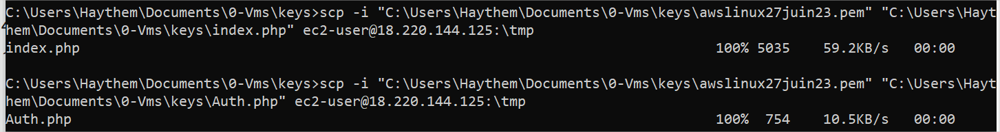 C:\Users\Haythem\Documents\0-Vms\keys>scp -i "C:\Users\Haythem\Documents\0-Vms\keys\awslinux27juin23.pem" "C:\Users\Hayt
hem\Documents\0-Vms\keys\index.php" ec2-user@18.220.144.125:\tmp
index.php 100% 5035 59.2KB/s 00:00
C:\Users\Haythem\Documents\0-Vms\keys>scp -i "C:\Users\Haythem\Documents\0-Vms\keys\awslinux27juin23.pem" "C:\Users\Hayt
hem\Documents\0-Vms\keys\Auth.php" ec2-user@18.220.144.125:\tmp
Auth.php 100% 754 10.5KB/s 00:00